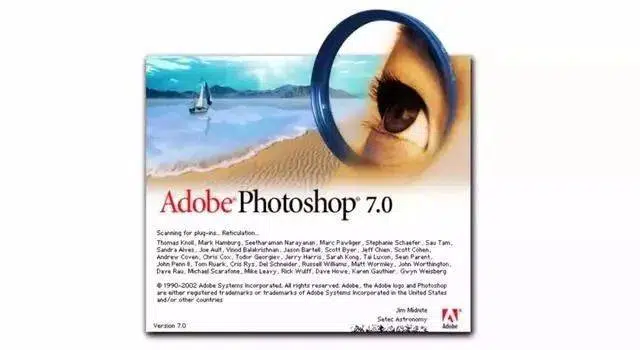 Adobe® Photoshop® 7.0
Scanning for plug-ins... Reticulation...
Thomas Knoll, Mark Hamburg, Seetharaman Narayanan, Marc Pawliger, Stephanie Schaefer, Sau Tam,
Sandra Alves, Joe Ault, Vinod Balakrishnan, Jason Bartell, Scott Byer, Jeff Chien, Scott Cohen,
Andrew Coven, Chris Cox, Todor Georgiev, Jerry Harris, Sarah Kong, Tai Luxon, Sean Parent,
John Penn II, Tom Ruark, Cris Rys, Del Schneider, Russell Williams, Matt Wormley, John Worthington,
Dave Rau, Michael Scarafone, Mike Leavy, Rick Wulff, Dave Howe, Karen Gauthier, Gwyn Weisberg
© 1990-2002 Adobe Systems Incorporated. All rights reserved. Adobe, the Adobe logo and Photoshop
are either registered trademarks or trademarks of Adobe Systems Incorporated in the United States
and/or other countries
Jim Midnite
Setec Astronomy
Version 7.0
Adobe